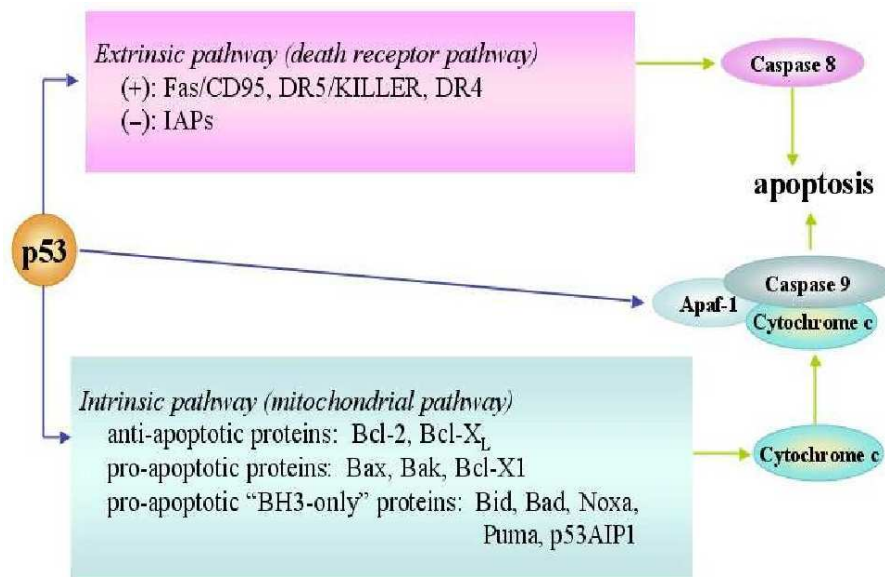 Extrinsic pathway (death receptor pathway)
(+): Fas/CD95, DR5/KILLER, DR4
(–): IAPs
Caspase 8
apoptosis
p53
Caspase 9
Apaf-1
Cytochrome c
Intrinsic pathway (mitochondrial pathway)
anti-apoptotic proteins: Bcl-2, Bcl-XL
pro-apoptotic proteins: Bax, Bak, Bcl-X1
pro-apoptotic “BH3-only” proteins: Bid, Bad, Noxa,
Puma, p53AIP1
Cytochrome c